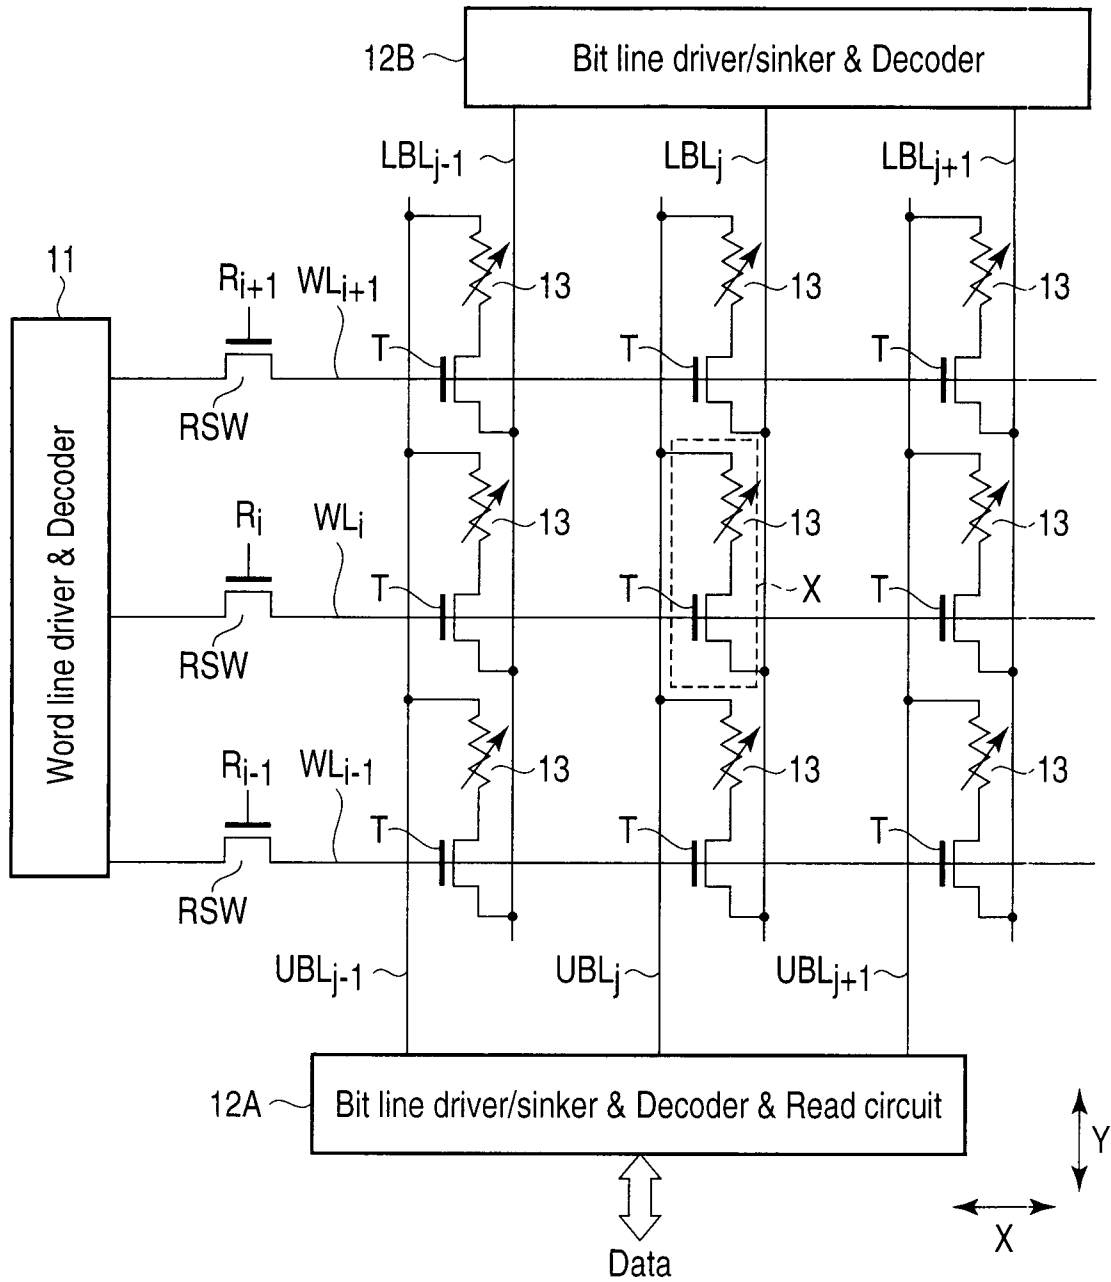 12B
Bit line driver/sinker & Decoder
LBLj-1
LBLj
LBLj+1
11
Ri+1
WLi+1
13
13
13
T
T
T
RSW
Word line driver & Decoder
Ri
WLi
13
13
13
T
T
X
T
RSW
Ri-1
WLi-1
13
13
13
T
T
T
RSW
UBLj-1
UBLj
UBLj+1
12A
Bit line driver/sinker & Decoder & Read circuit
Y
X
Data